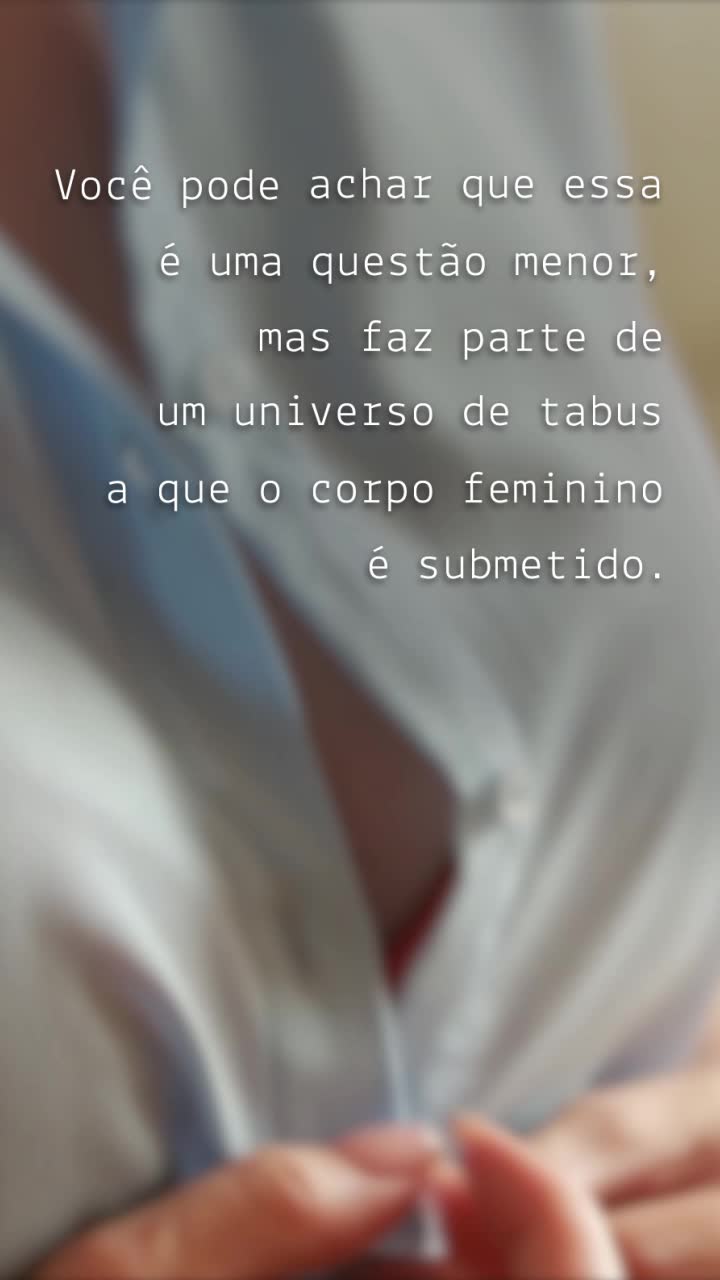 Você pode achar que essa
é uma questão menor,
mas faz parte de
um universo de tabus
a que o corpo feminino
é submetido.